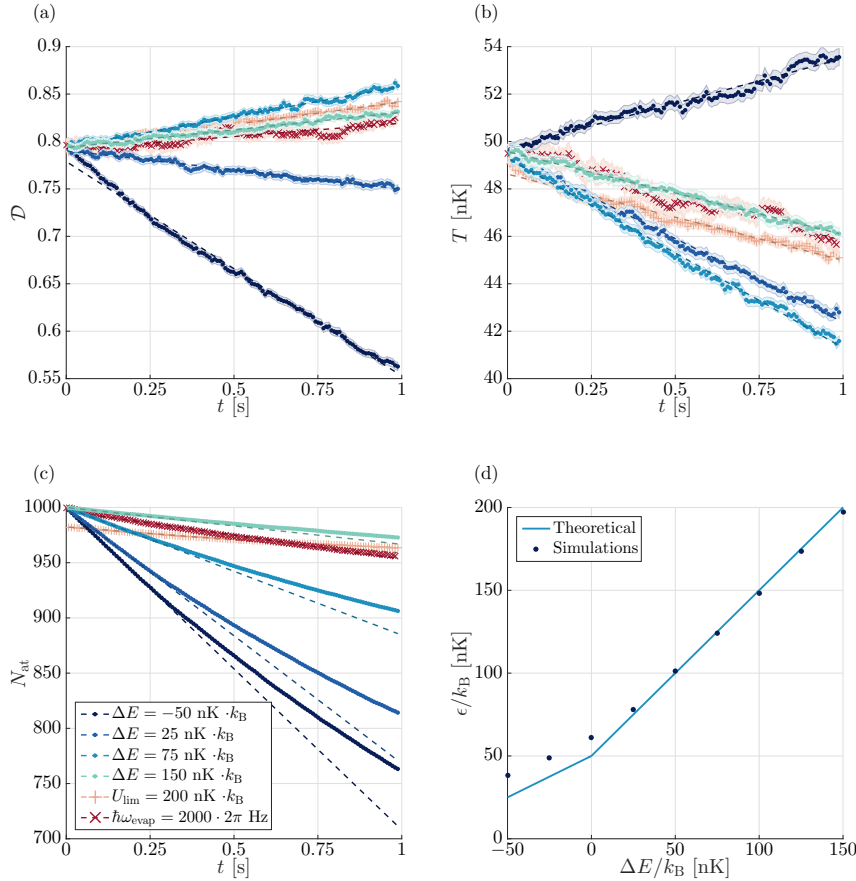 (a)
0.9
0.85
0.8
0.75
0.7
0.65
0.6
0.55
𝒟
0 0.25 0.5 0.75 1
t [s]
(b)
54
52
50
48
46
44
42
40
T [nK]
0 0.25 0.5 0.75 1
t [s]
(c)
1000
950
900
850
800
750
700
N_at
ΔE = −50 nK ·k_B
ΔE = 25 nK ·k_B
ΔE = 75 nK ·k_B
ΔE = 150 nK ·k_B
U_lim = 200 nK ·k_B
ℏω_evap = 2000 · 2π Hz
0 0.25 0.5 0.75 1
t [s]
(d)
200
150
100
50
0
ϵ/k_B [nK]
Theoretical
Simulations
−50 0 50 100 150
ΔE/k_B [nK]